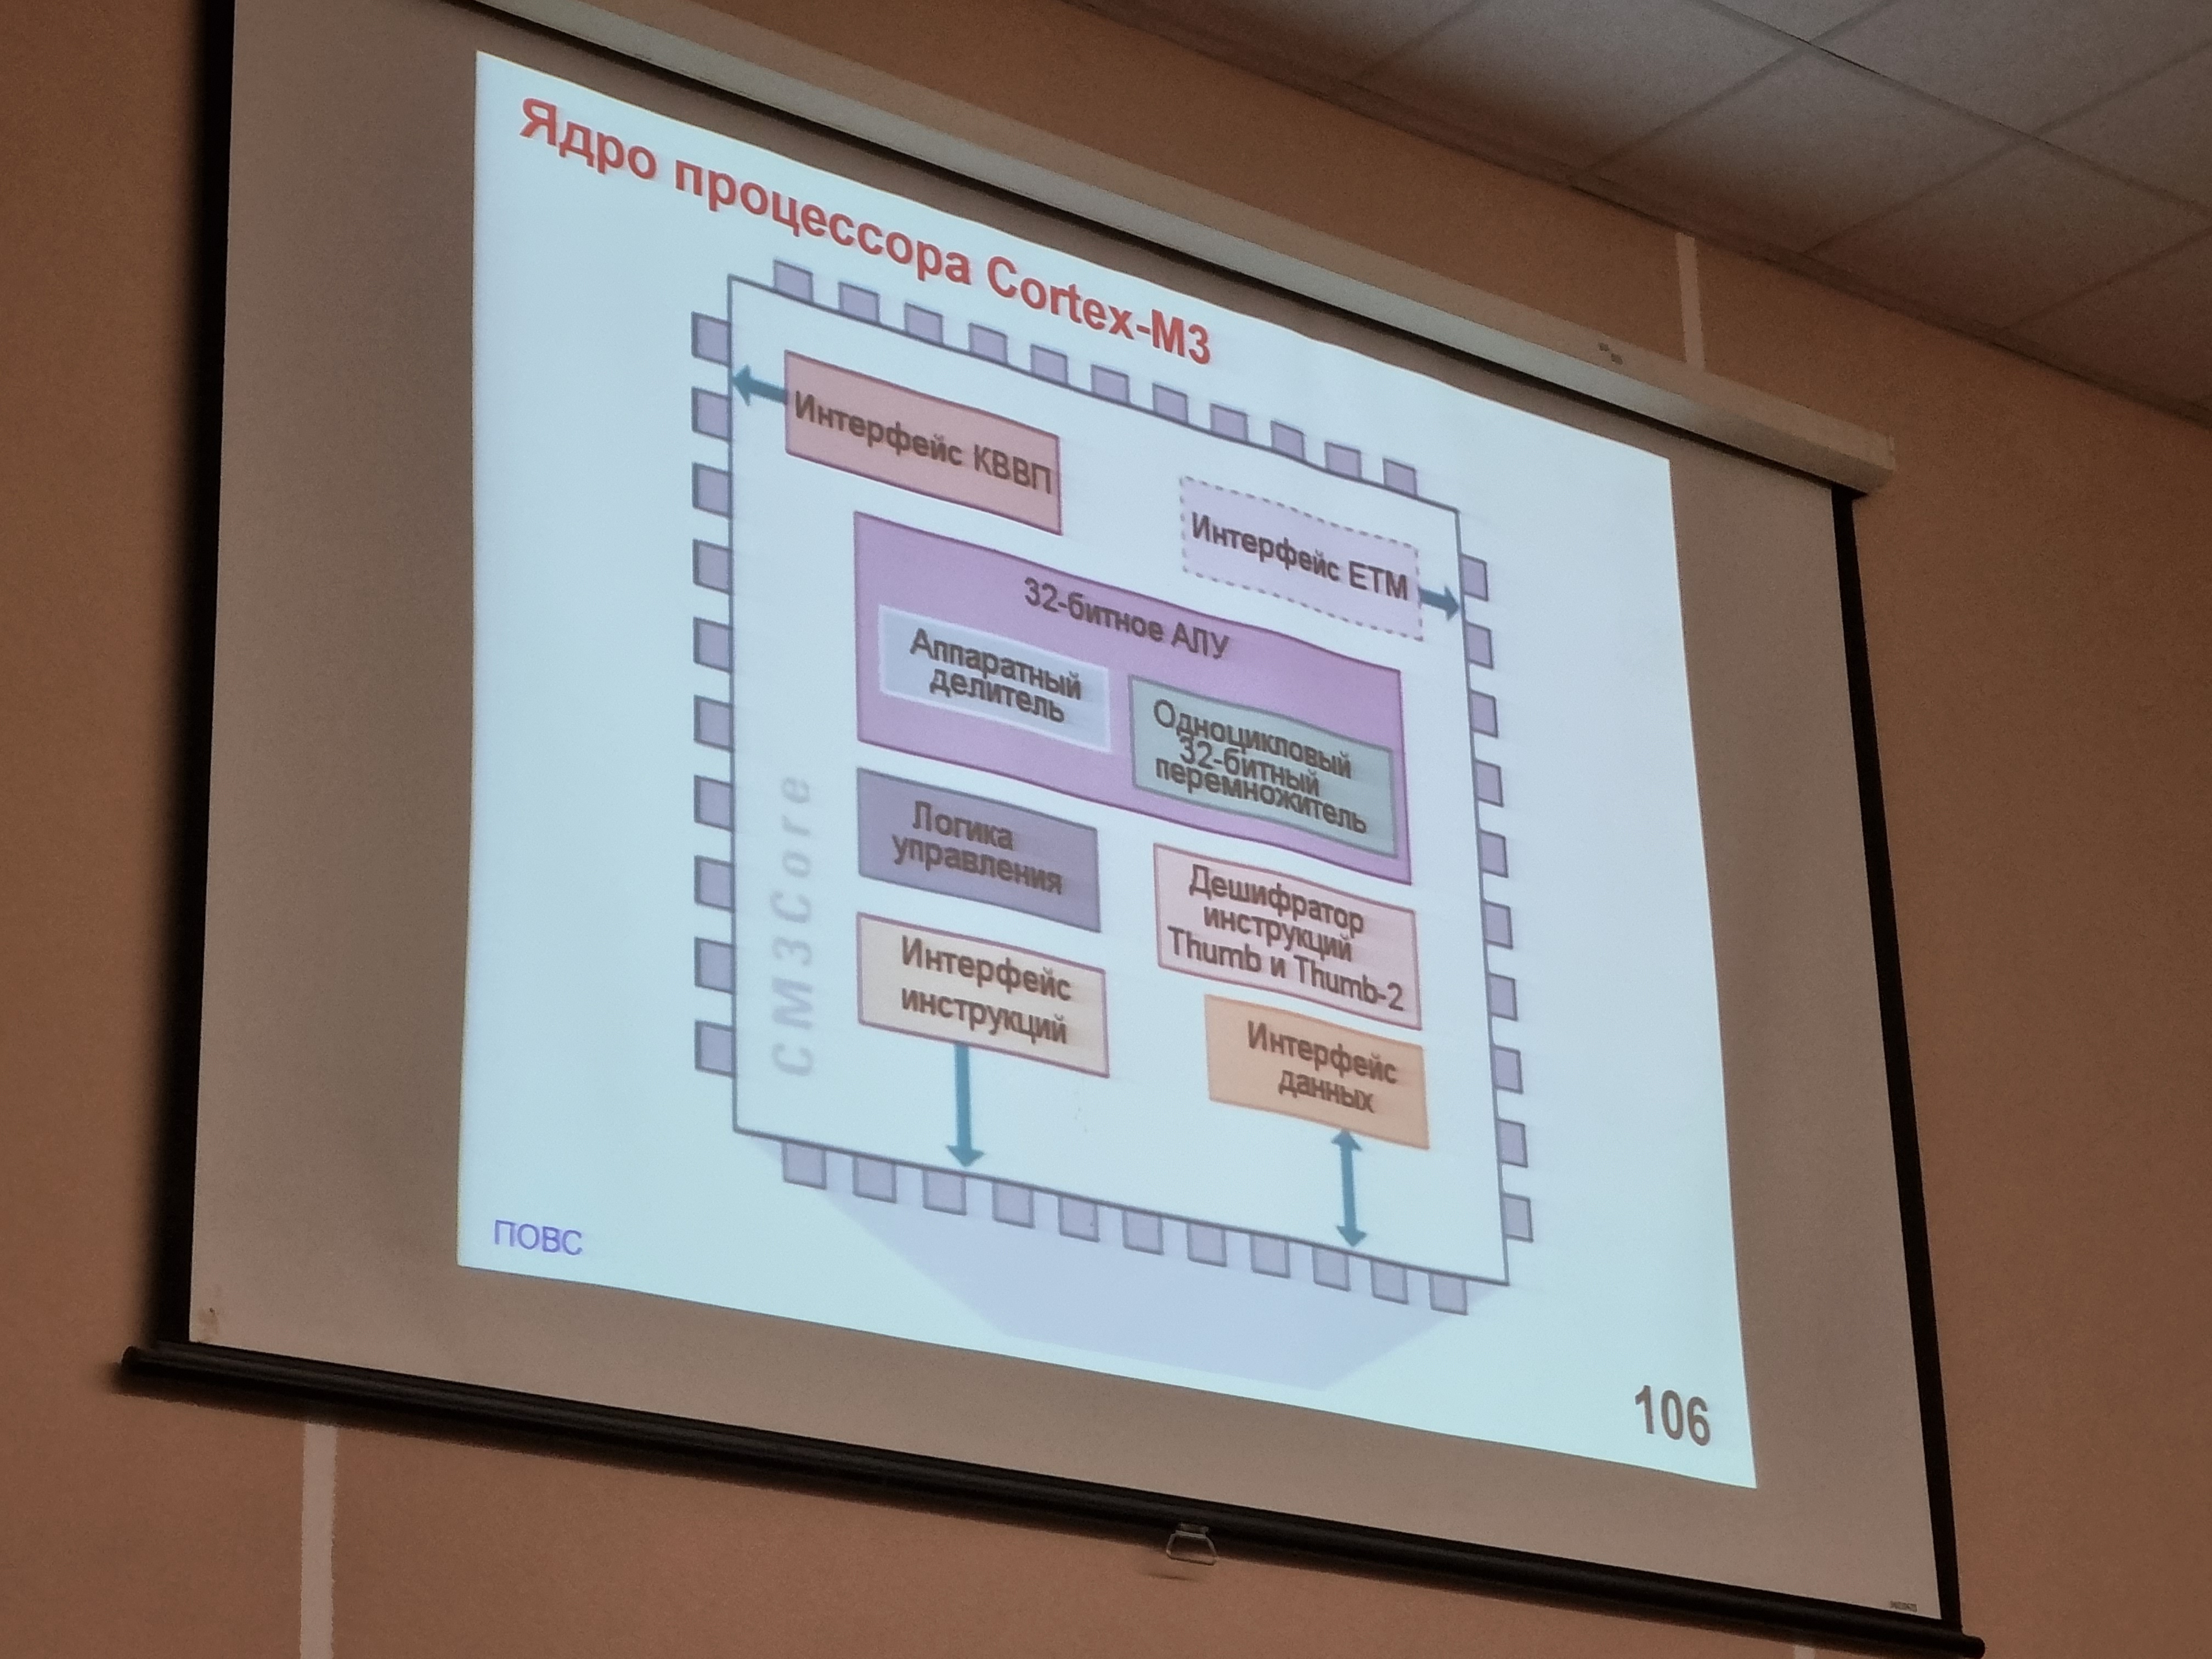 Ядро процессора Cortex-M3
Интерфейс КВВП
Интерфейс ETM
32-битное АЛУ
Аппаратный
делитель
Одноцикловый
32-битный
перемножитель
Логика
управления
Дешифратор
инструкций
Thumb и Thumb-2
Интерфейс
инструкций
Интерфейс
данных
CM3Core
ПОВС
106